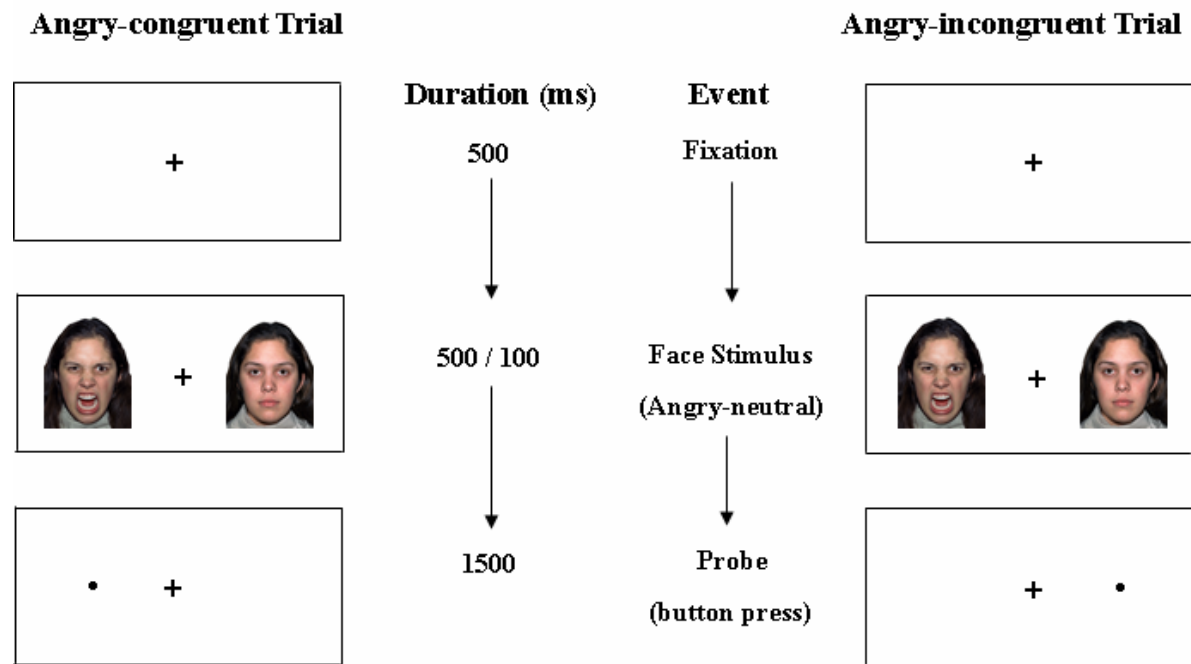 Angry-congruent Trial
Angry-incongruent Trial
Duration (ms)
Event
500
Fixation
500 / 100
Face Stimulus
(Angry-neutral)
1500
Probe
(button press)